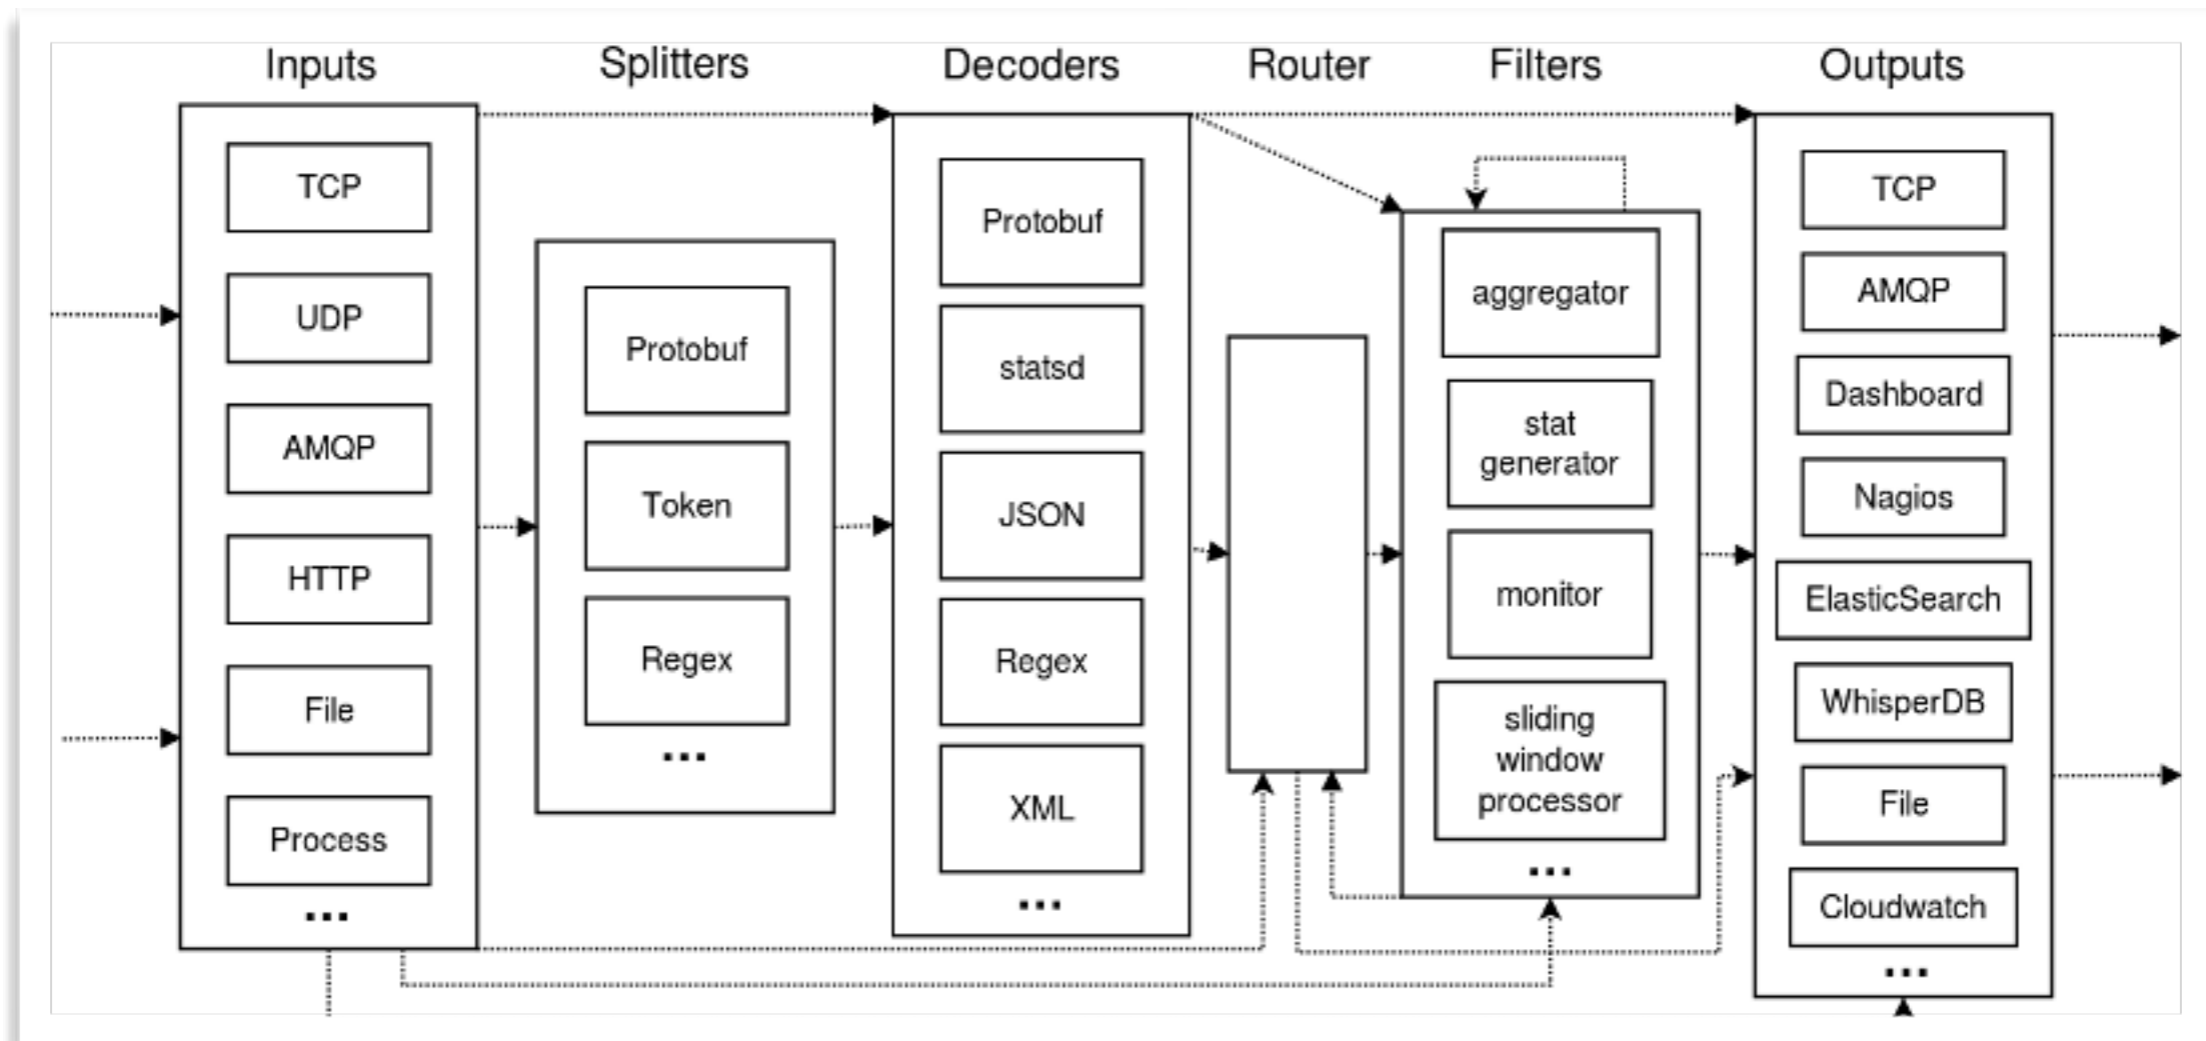 Inputs
Splitters
Decoders
Router
Filters
Outputs
TCP
UDP
AMQP
HTTP
File
Process
...
Protobuf
Token
Regex
...
Protobuf
statsd
JSON
Regex
XML
...
aggregator
stat
generator
monitor
sliding
window
processor
...
TCP
AMQP
Dashboard
Nagios
ElasticSearch
WhisperDB
File
Cloudwatch
...